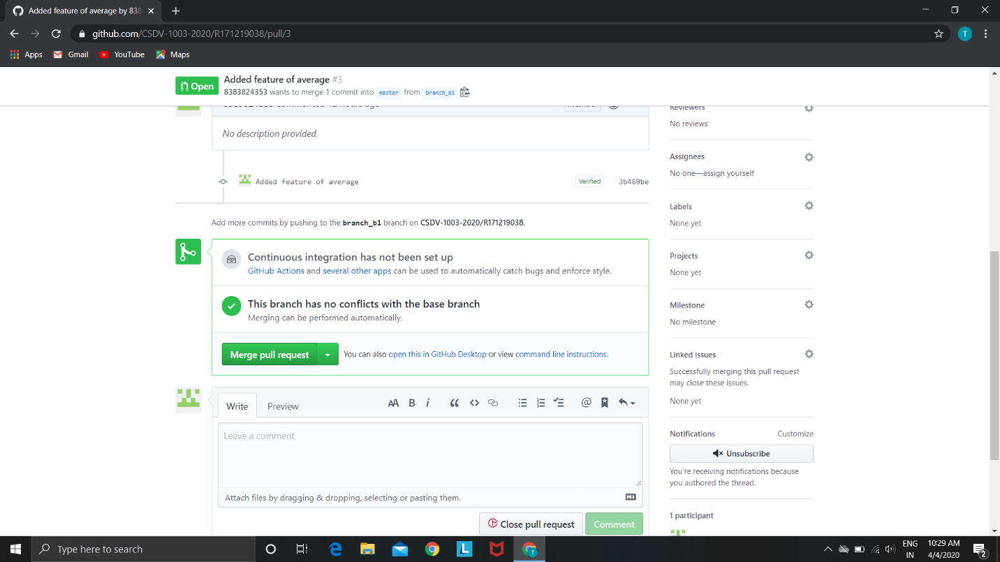 Added feature of average by 838
github.com/CSDV-1003-2020/R171219038/pull/3
T
Apps Gmail YouTube Maps
Open
Added feature of average #3
8383824353 wants to merge 1 commit into master from branch_b1
Reviewers
No reviews
No description provided.
Assignees
No one—assign yourself
Added feature of average Verified 3b469be
Labels
None yet
Add more commits by pushing to the branch_b1 branch on CSDV-1003-2020/R171219038.
Continuous integration has not been set up
GitHub Actions and several other apps can be used to automatically catch bugs and enforce style.
Projects
None yet
This branch has no conflicts with the base branch
Merging can be performed automatically.
Milestone
No milestone
Merge pull request You can also open this in GitHub Desktop or view command line instructions.
Linked issues
Successfully merging this pull request
may close these issues.
None yet
Write Preview AA B i
Leave a comment
Notifications Customize
Unsubscribe
You're receiving notifications because
you authored the thread.
Attach files by dragging & dropping, selecting or pasting them.
1 participant
Close pull request Comment
Type here to search
ENG
IN
10:29 AM
4/4/2020
2